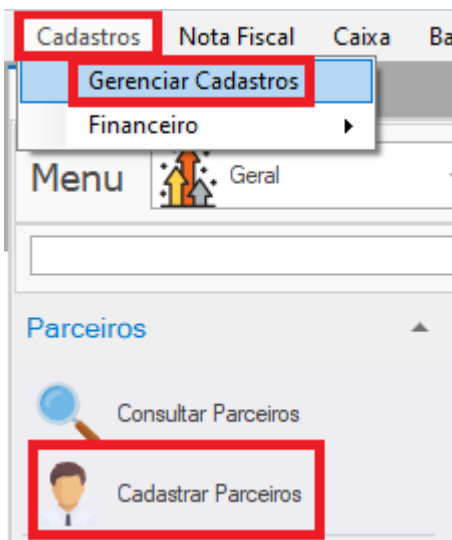 Cadastros Nota Fiscal Caixa
Gerenciar Cadastros
Financeiro
Menu Geral
Parceiros
Consultar Parceiros
Cadastrar Parceiros